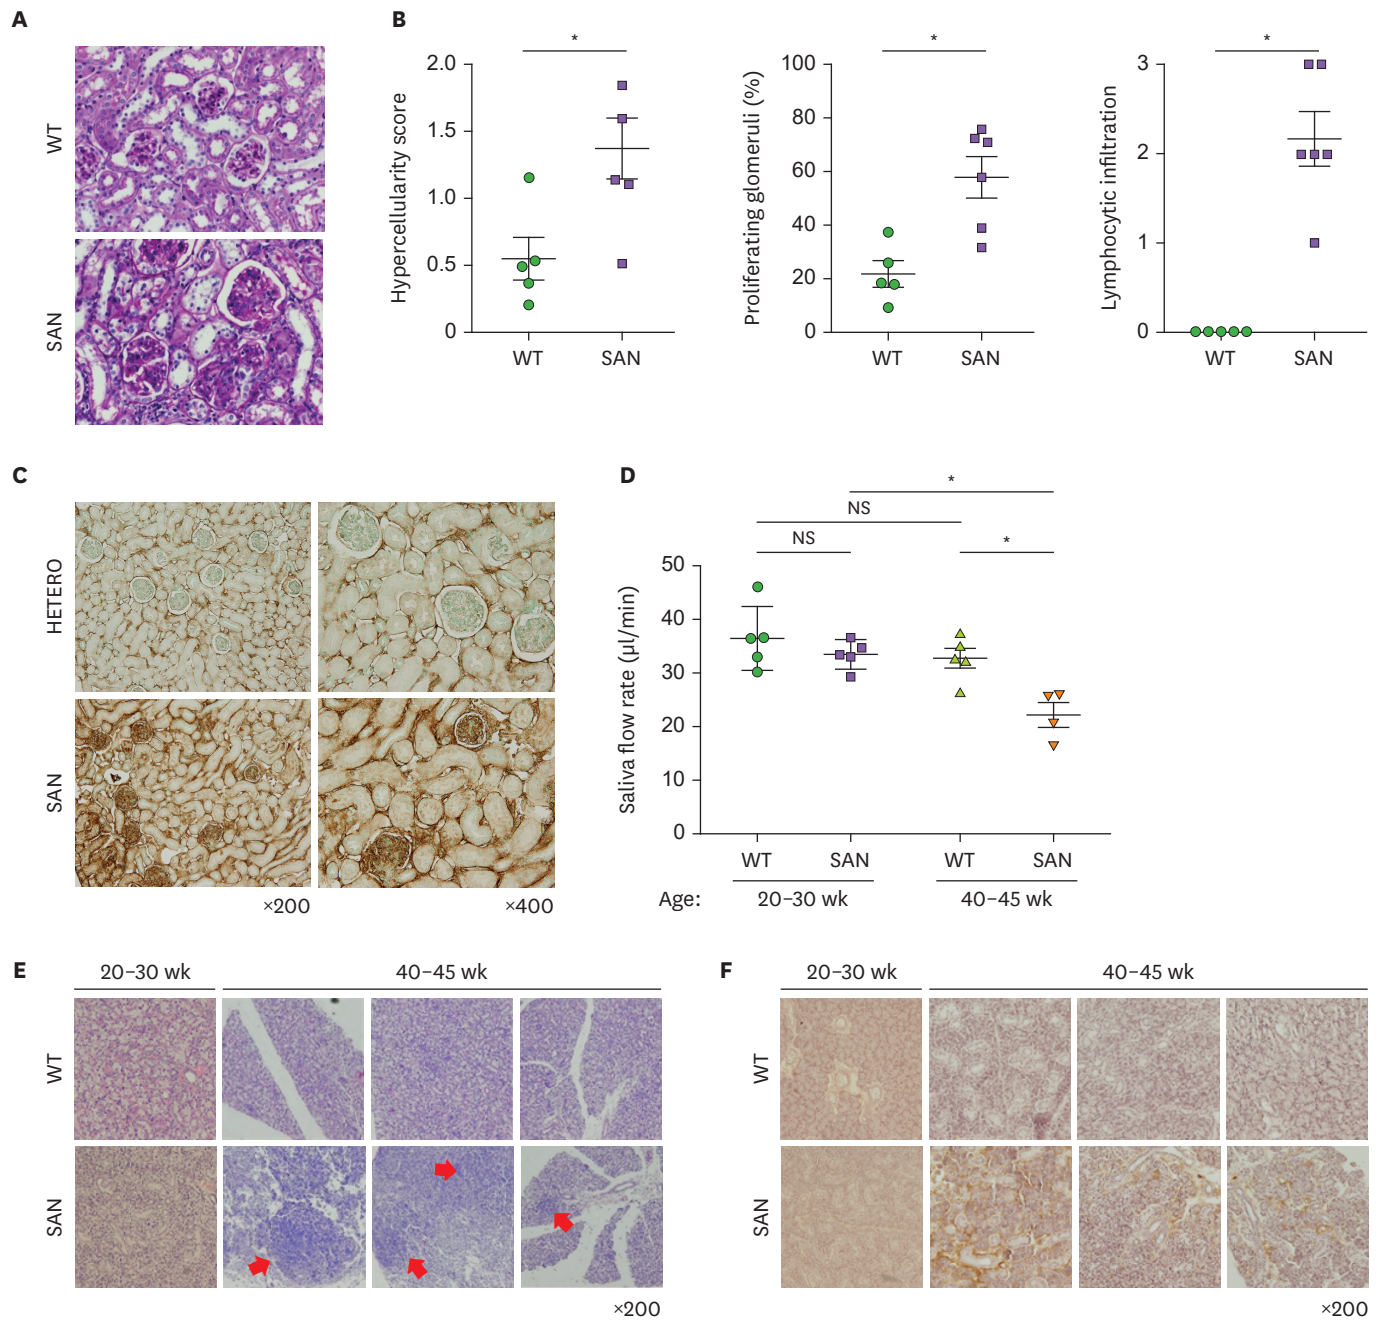 A
WT
SAN
B
*
Hypercellularity score
2.0
1.5
1.0
0.5
0
WT SAN
*
Proliferating glomeruli (%)
100
80
60
40
20
0
WT SAN
*
Lymphocytic infiltration
3
2
1
0
WT SAN
C
HETERO
SAN
×200 ×400
D
*
NS
NS *
Saliva flow rate (µl/min)
50
40
30
20
10
0
WT SAN WT SAN
Age: 20–30 wk 40–45 wk
E
20–30 wk 40–45 wk
WT
SAN
×200
F
20–30 wk 40–45 wk
WT
SAN
×200